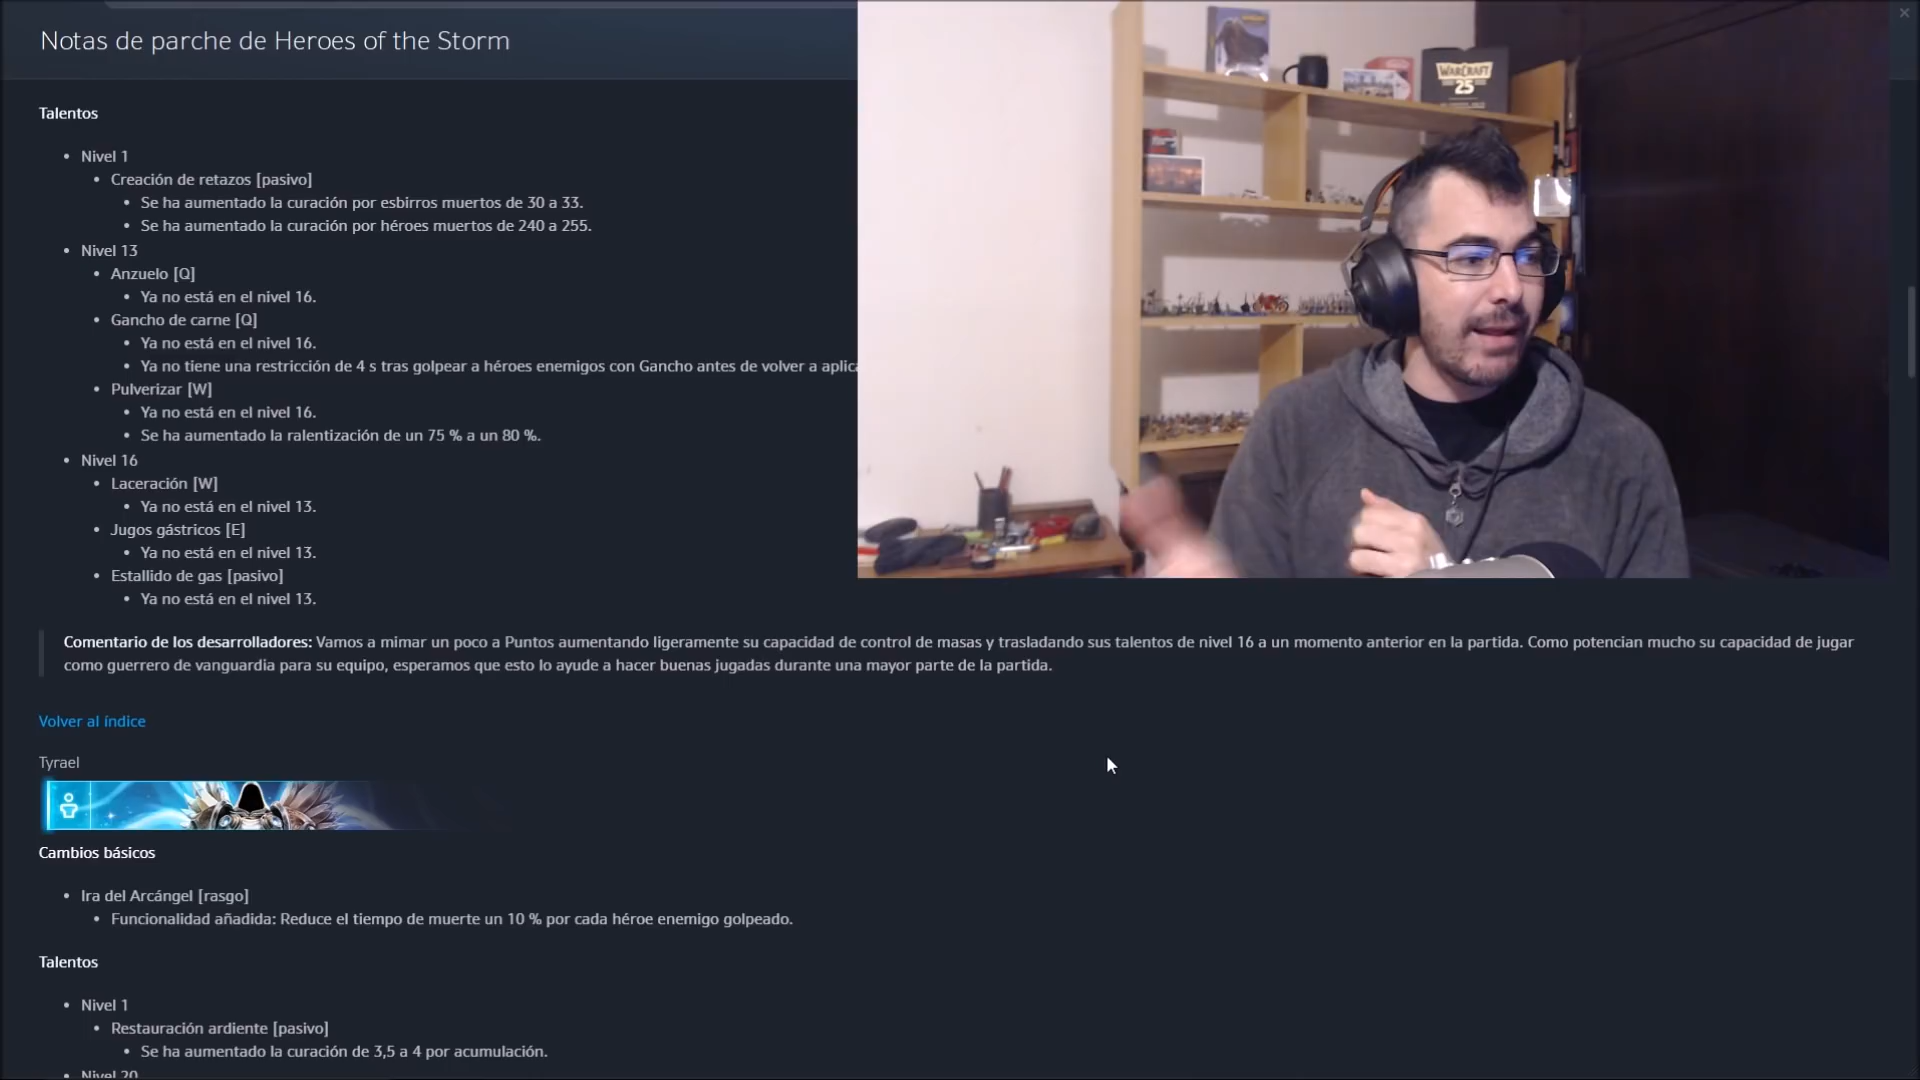 Notas de parche de Heroes of the Storm
WARCRAFT
25
Talentos
Nivel 1
Creación de retazos [pasivo]
Se ha aumentado la curación por esbirros muertos de 30 a 33.
Se ha aumentado la curación por héroes muertos de 240 a 255.
Nivel 13
Anzuelo [Q]
Ya no está en el nivel 16.
Gancho de carne [Q]
Ya no está en el nivel 16.
Ya no tiene una restricción de 4 s tras golpear a héroes enemigos con Gancho antes de volver a
Pulverizar [W]
Ya no está en el nivel 16.
Se ha aumentado la ralentización de un 75 % a un 80 %.
Nivel 16
Laceración [W]
Ya no está en el nivel 13.
Jugos gástricos [E]
Ya no está en el nivel 13.
Estallido de gas [pasivo]
Ya no está en el nivel 13.
Comentario de los desarrolladores: Vamos a mimar un poco a Puntos aumentando ligeramente su capacidad de control de masas y trasladando sus talentos de nivel 16 a un momento anterior en la partida. Como potencian mucho su capacidad de jugar
como guerrero de vanguardia para su equipo, esperamos que esto lo ayude a hacer buenas jugadas durante una mayor parte de la partida.
Volver al índice
Tyrael
Cambios básicos
Ira del Arcángel [rasgo]
Funcionalidad añadida: Reduce el tiempo de muerte un 10 % por cada héroe enemigo golpeado.
Talentos
Nivel 1
Restauración ardiente [pasivo]
Se ha aumentado la curación de 3,5 a 4 por acumulación.
Nivel 20